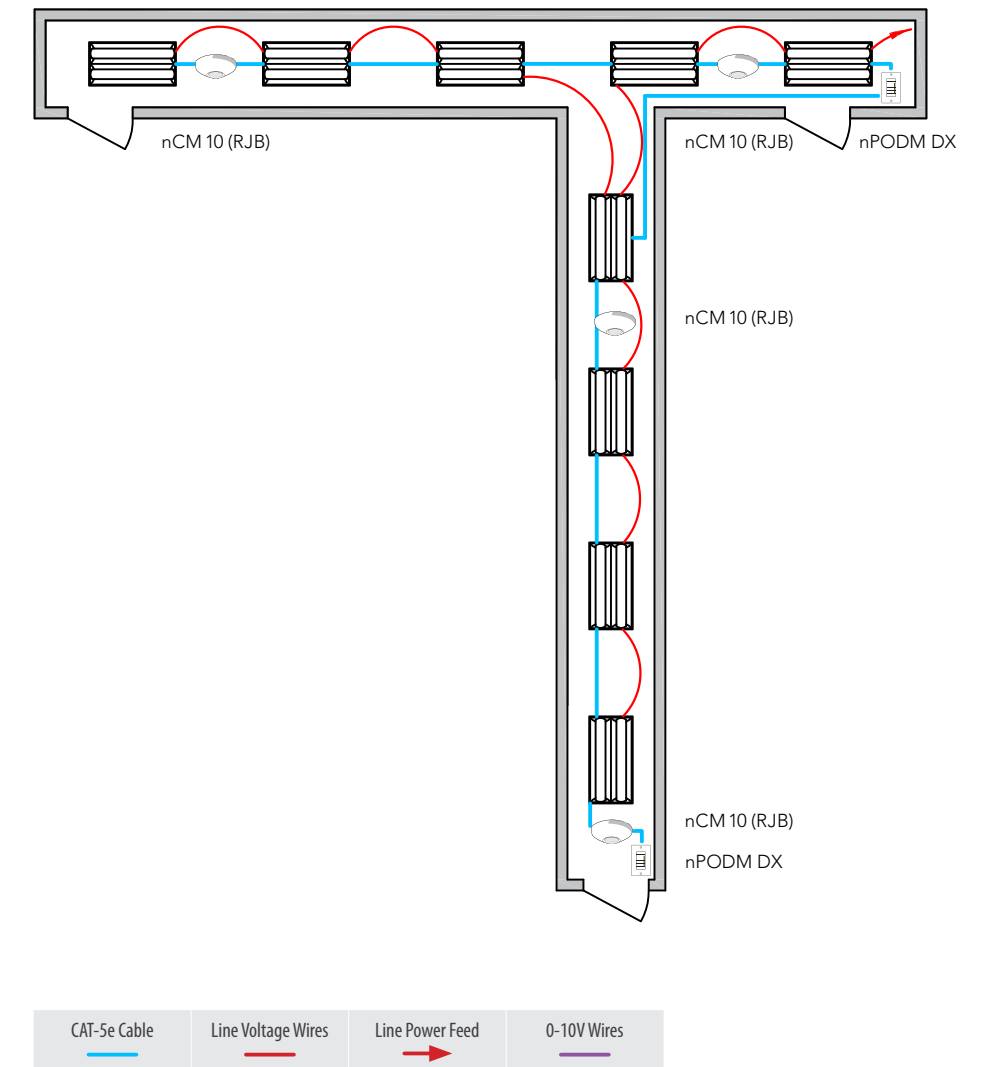 nCM 10 (RJB)
nCM 10 (RJB)
nPODM DX
nCM 10 (RJB)
nCM 10 (RJB)
nPODM DX
CAT-5e Cable
Line Voltage Wires
Line Power Feed
0-10V Wires